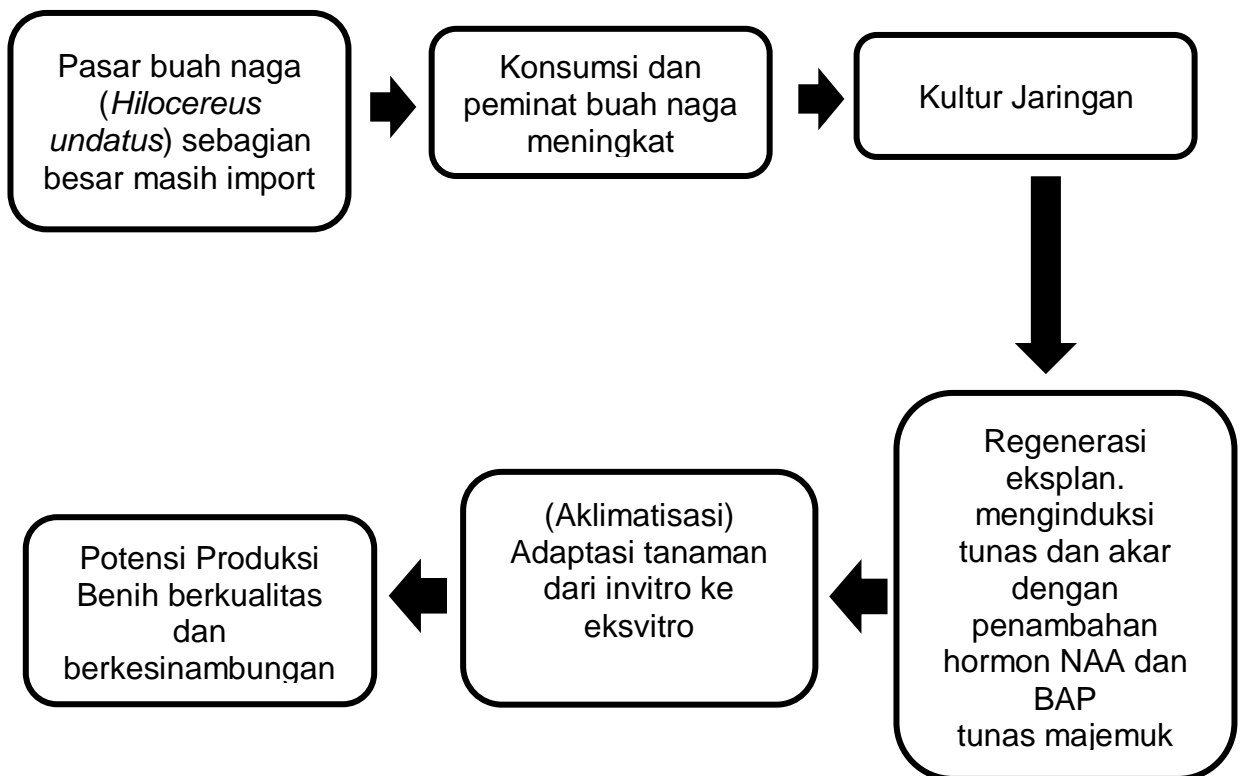 Pasar buah naga
(Hilocereus
undatus) sebagian
besar masih import
Konsumsi dan
peminat buah naga
meningkat
Kultur Jaringan
Regenerasi
eksplan.
menginduksi
tunas dan akar
dengan
penambahan
hormon NAA dan
BAP
tunas majemuk
(Aklimatisasi)
Adaptasi tanaman
dari invitro ke
eksvitro
Potensi Produksi
Benih berkualitas
dan
berkesinambungan